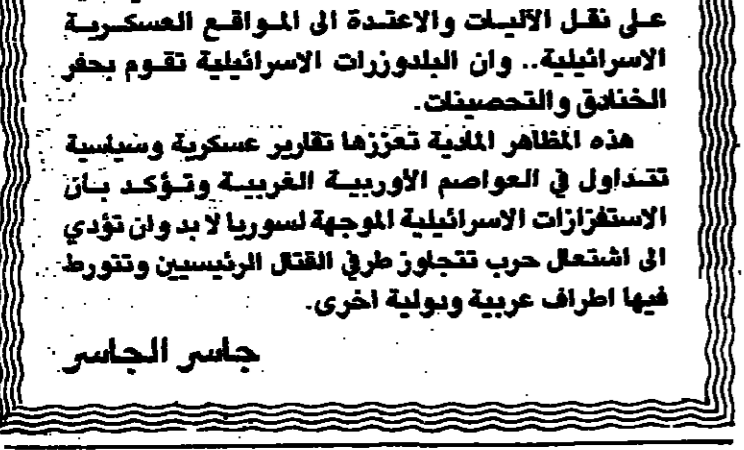 على نقل الآليات والاعتدة الى المواقع العسكرية
الاسرائيلية.. وان البلدوزرات الاسرائيلية تقوم بحفر
الخنادق والتحصينات.
هذه المظاهر المادية تعززها تقارير عسكرية وسياسية
تتداول في العواصم الأوربية الغربية وتؤكد بان
الاستفزازات الاسرائيلية الموجهة لسوريا لا بد وان تؤدي
الى اشتعال حرب تتجاوز طرفي القتال الرئيسيين وتتورط
فيها اطراف عربية ودولية اخرى.
جاسر الجاسر